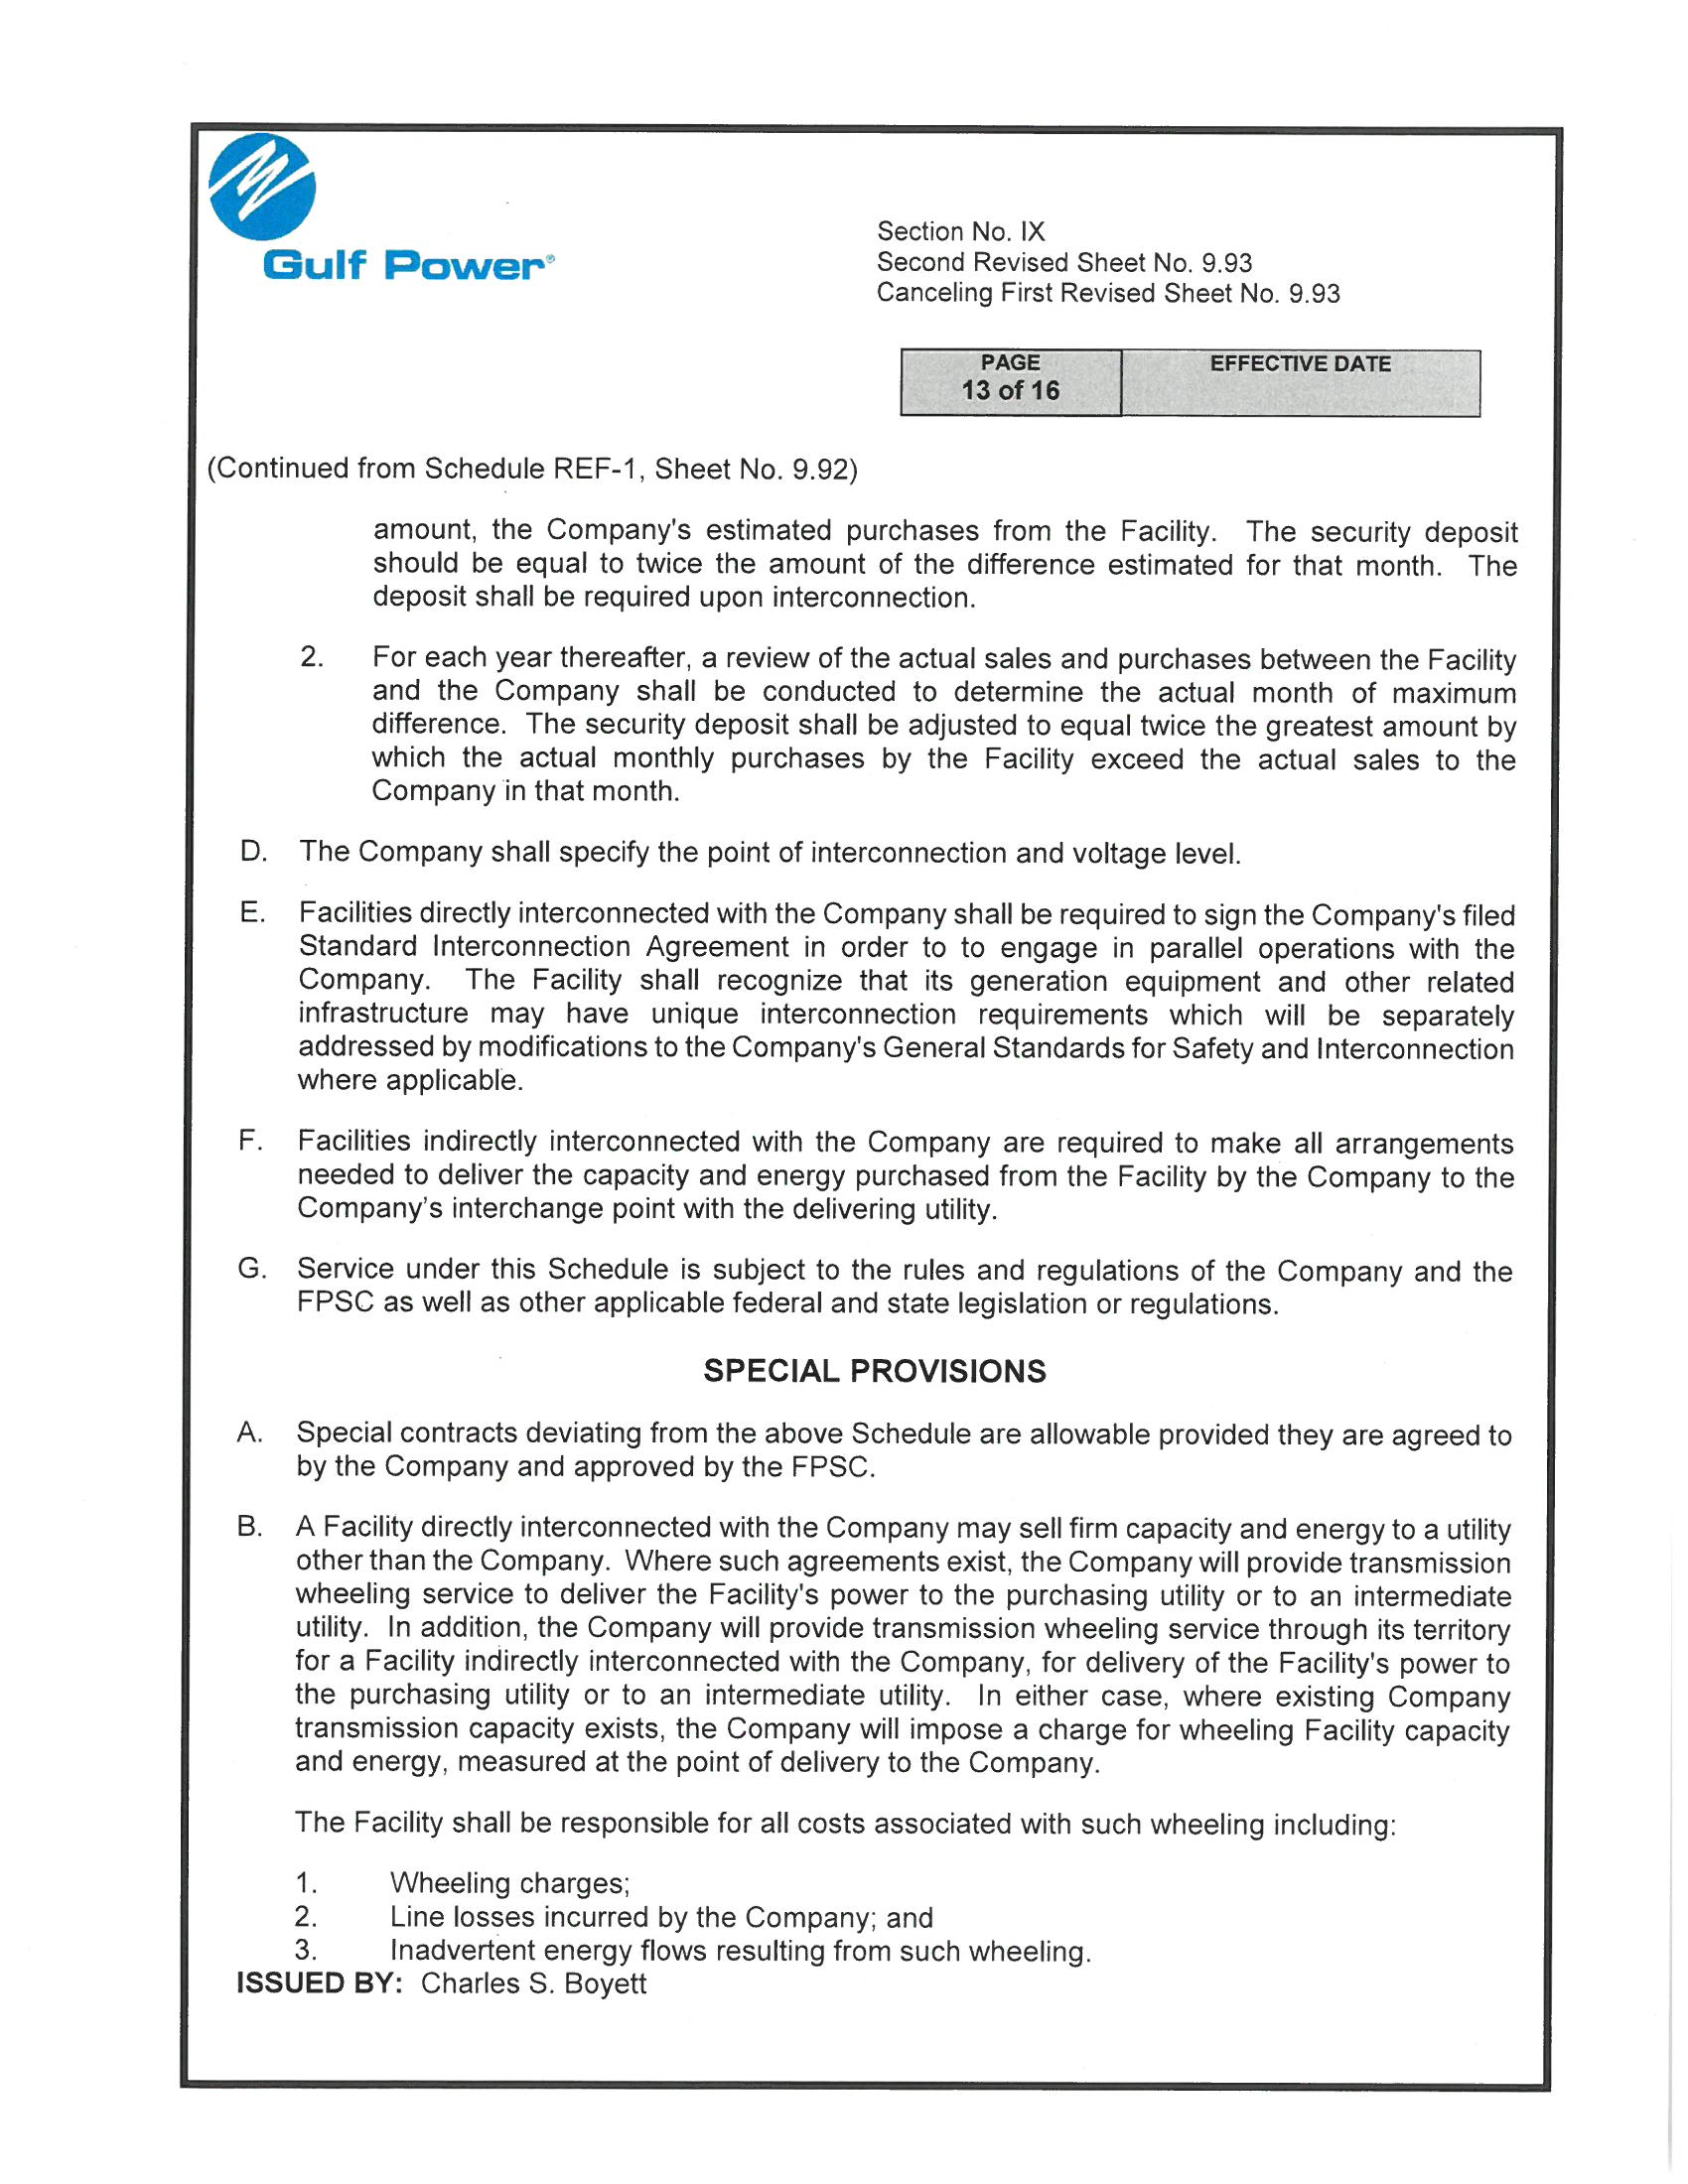 Gulf Power®
Section No. IX
Second Revised Sheet No. 9.93
Canceling First Revised Sheet No. 9.93
PAGE
13 of 16
EFFECTIVE DATE
(Continued from Schedule REF-1, Sheet No. 9.92)
amount, the Company's estimated purchases from the Facility. The security deposit
should be equal to twice the amount of the difference estimated for that month. The
deposit shall be required upon interconnection.
2. For each year thereafter, a review of the actual sales and purchases between the Facility
and the Company shall be conducted to determine the actual month of maximum
difference. The security deposit shall be adjusted to equal twice the greatest amount by
which the actual monthly purchases by the Facility exceed the actual sales to the
Company in that month.
D. The Company shall specify the point of interconnection and voltage level.
E. Facilities directly interconnected with the Company shall be required to sign the Company's filed
Standard Interconnection Agreement in order to to engage in parallel operations with the
Company. The Facility shall recognize that its generation equipment and other related
infrastructure may have unique interconnection requirements which will be separately
addressed by modifications to the Company's General Standards for Safety and Interconnection
where applicable.
F. Facilities indirectly interconnected with the Company are required to make all arrangements
needed to deliver the capacity and energy purchased from the Facility by the Company to the
Company's interchange point with the delivering utility.
G. Service under this Schedule is subject to the rules and regulations of the Company and the
FPSC as well as other applicable federal and state legislation or regulations.
SPECIAL PROVISIONS
A. Special contracts deviating from the above Schedule are allowable provided they are agreed to
by the Company and approved by the FPSC.
B. A Facility directly interconnected with the Company may sell firm capacity and energy to a utility
other than the Company. Where such agreements exist, the Company will provide transmission
wheeling service to deliver the Facility's power to the purchasing utility or to an intermediate
utility. In addition, the Company will provide transmission wheeling service through its territory
for a Facility indirectly interconnected with the Company, for delivery of the Facility's power to
the purchasing utility or to an intermediate utility. In either case, where existing Company
transmission capacity exists, the Company will impose a charge for wheeling Facility capacity
and energy, measured at the point of delivery to the Company.
The Facility shall be responsible for all costs associated with such wheeling including:
1. Wheeling charges;
2. Line losses incurred by the Company; and
3. Inadvertent energy flows resulting from such wheeling.
ISSUED BY: Charles S. Boyett